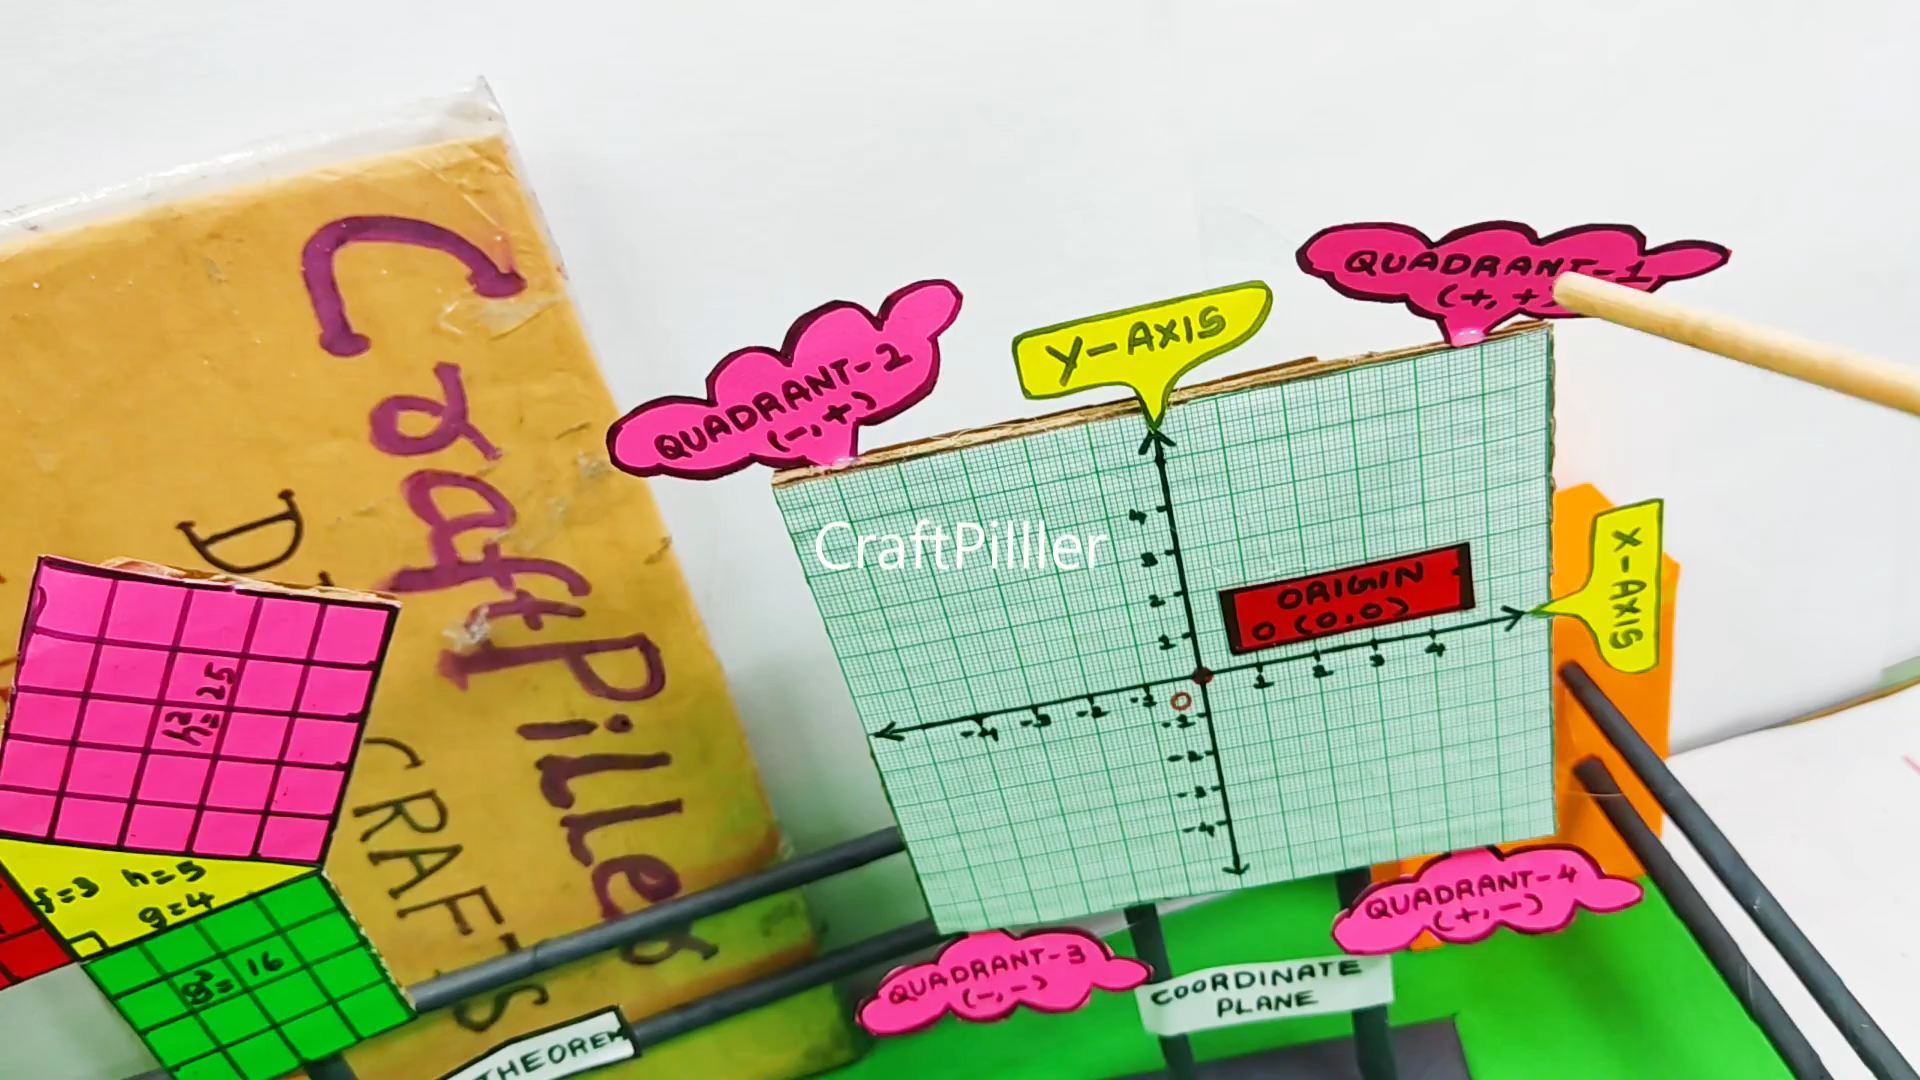 CraftPiller
CRAFTS
QUADRANT-2
(-,+)
Y-AXIS
QUADRANT-1
(+,+)
CraftPilller
X-AXIS
ORIGIN
O (0,0)
4
3
2
1
-4 -3 -2 -1 O 1 2 3 4
-1
-2
-3
-4
QUADRANT-3
(-,-)
QUADRANT-4
(+,-)
COORDINATE
PLANE
THEOREM
h=5
g=4
g²=16